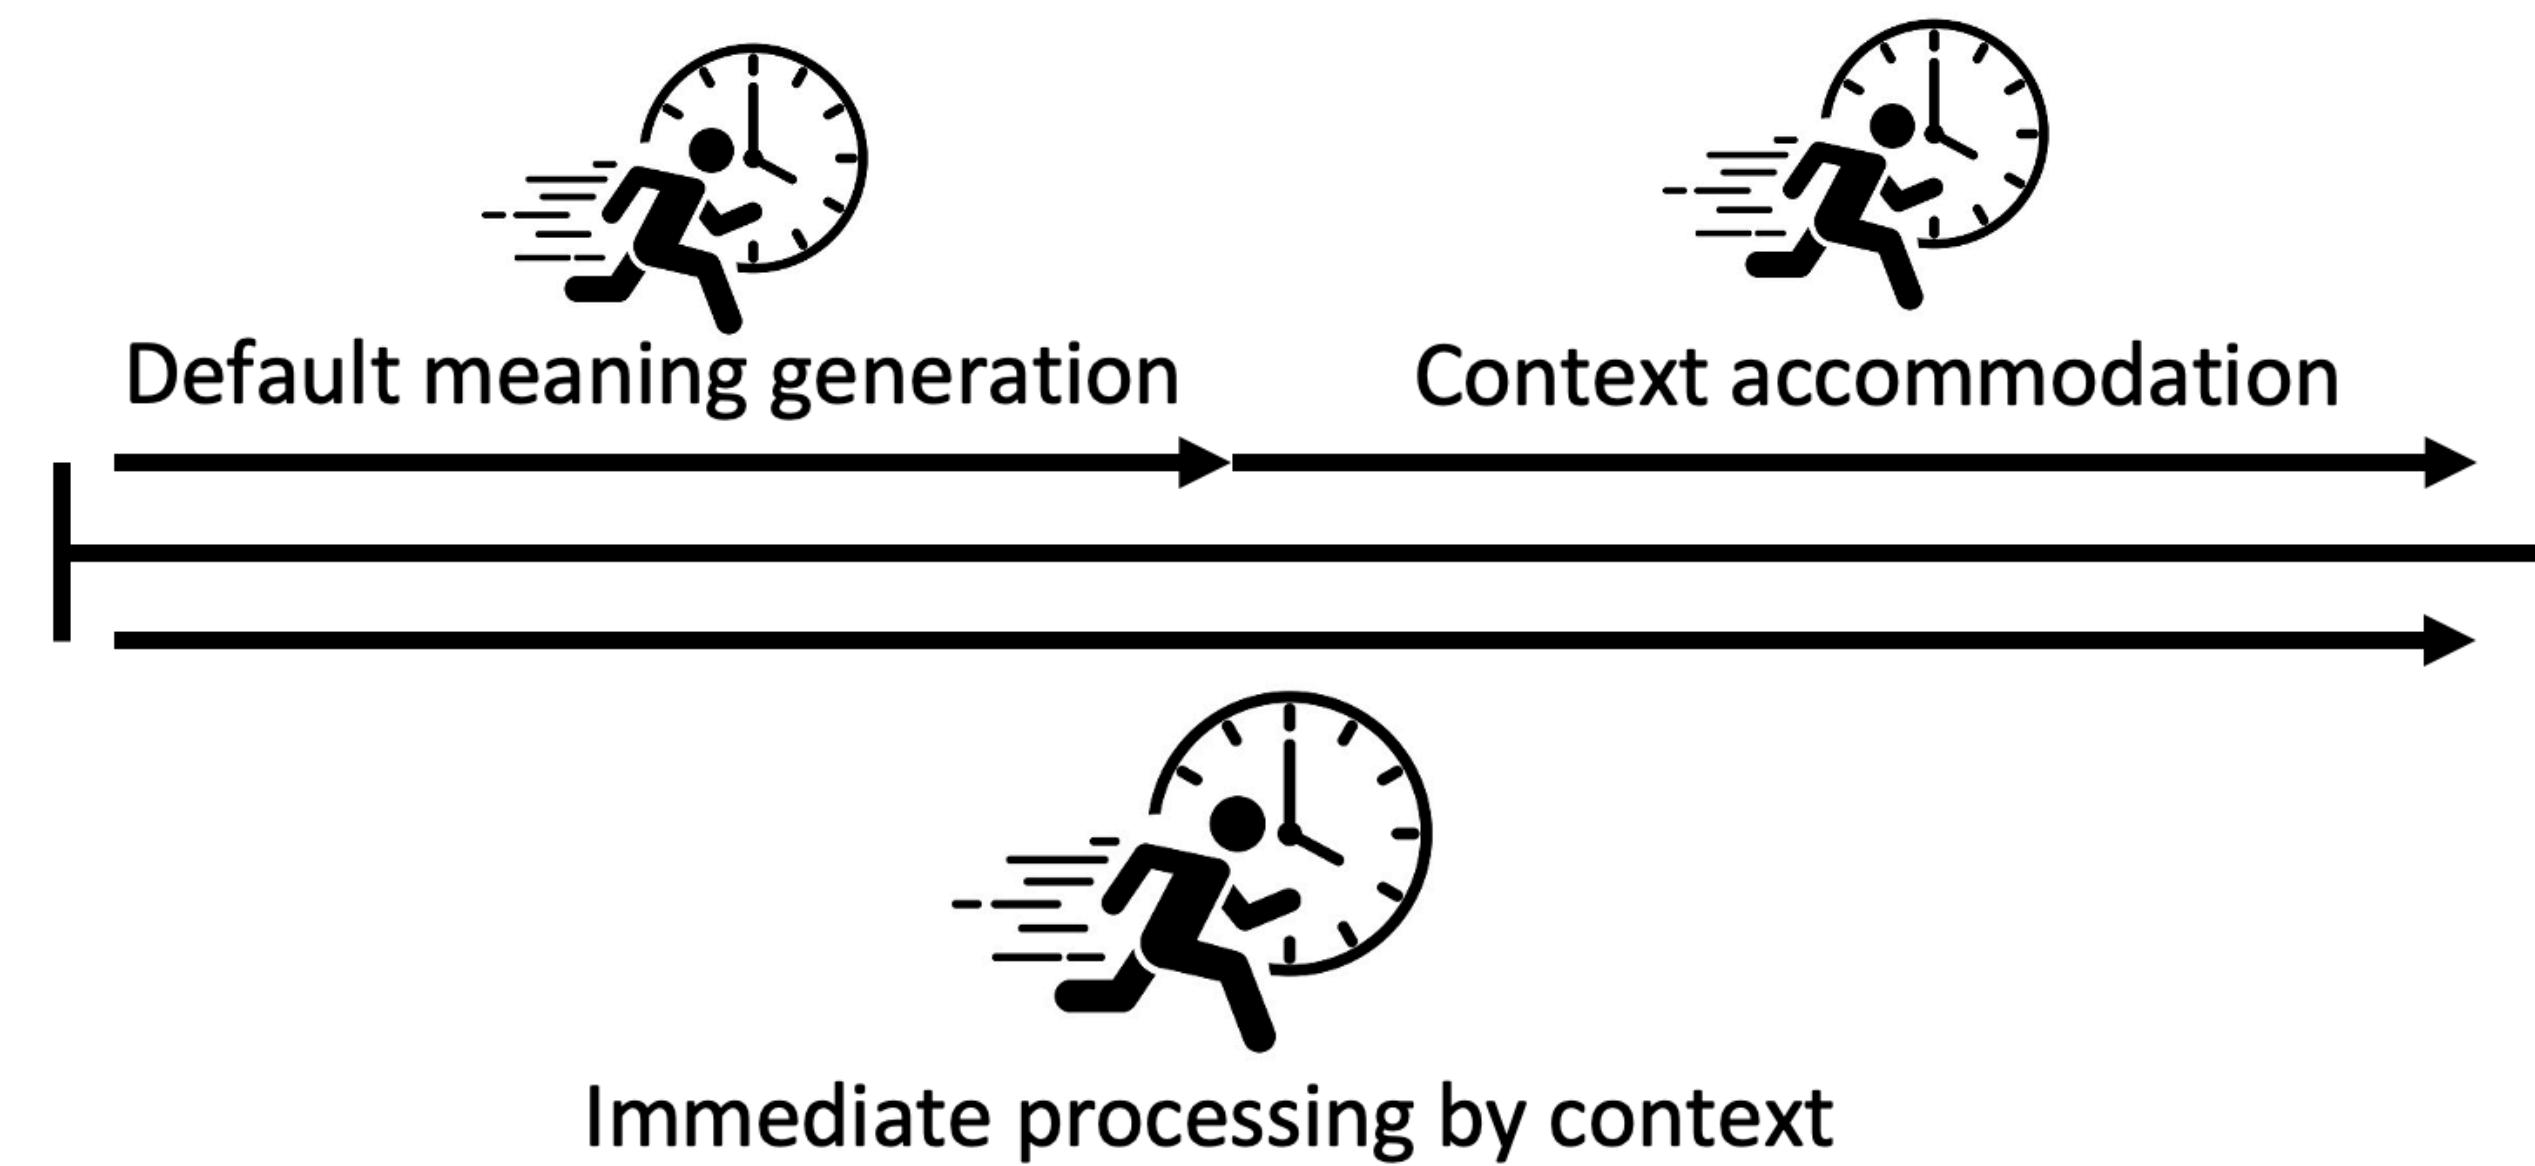 Default meaning generation
Context accommodation
Immediate processing by context